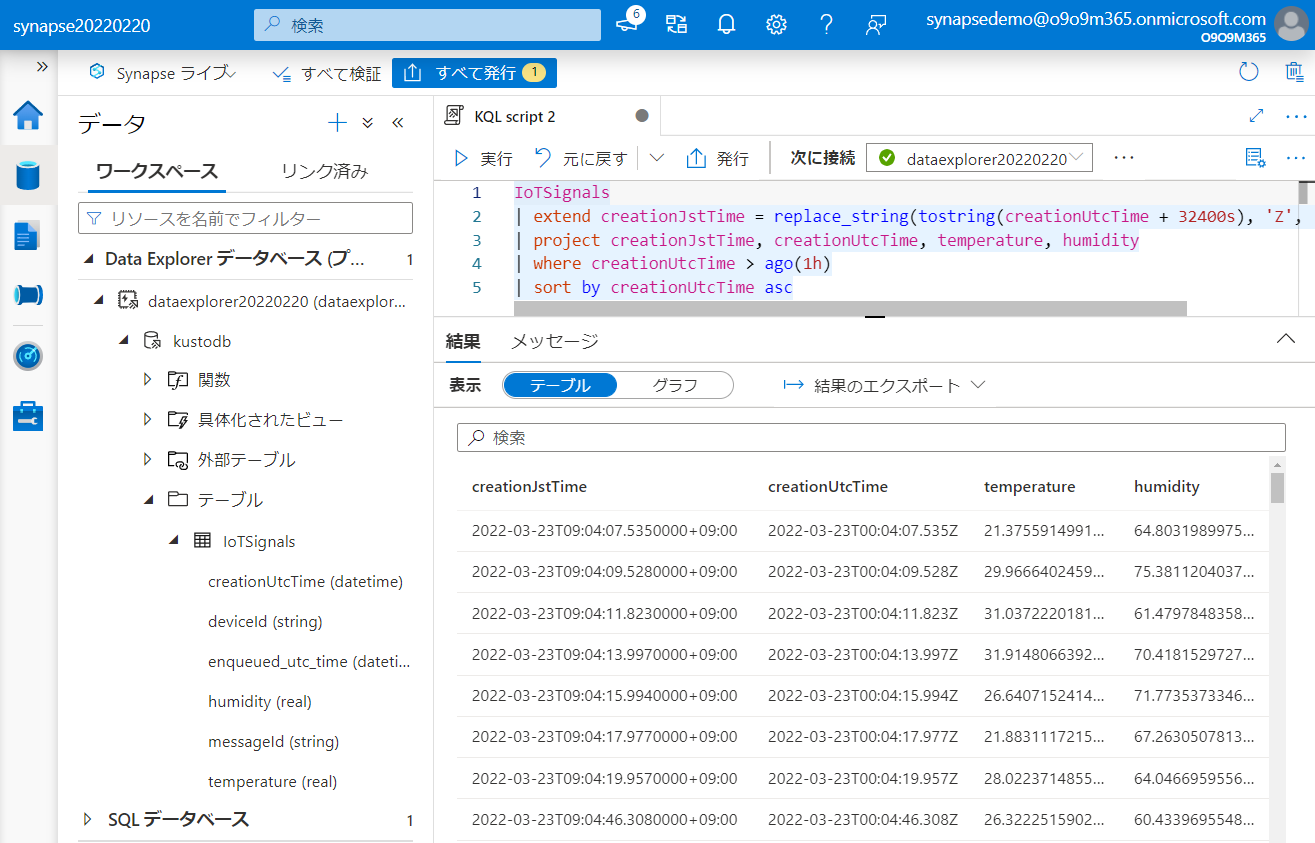 synapse20220220
検索
6
synapsedemo@o9o9m365.onmicrosoft.com
O9O9M365
Synapse ライブ
すべて検証
すべて発行 1
データ
ワークスペース
リンク済み
リソースを名前でフィルター
Data Explorer データベース (プ... 1
dataexplorer20220220 (dataexplor...
kustodb
関数
具体化されたビュー
外部テーブル
テーブル
IoTSignals
creationUtcTime (datetime)
deviceId (string)
enqueued_utc_time (dateti...
humidity (real)
messageId (string)
temperature (real)
SQL データベース 1
KQL script 2
実行
元に戻す
発行
次に接続
dataexplorer20220220
1 IoTSignals
2 | extend creationJstTime = replace_string(tostring(creationUtcTime + 32400s), 'Z',
3 | project creationJstTime, creationUtcTime, temperature, humidity
4 | where creationUtcTime > ago(1h)
5 | sort by creationUtcTime asc
結果
メッセージ
表示
テーブル
グラフ
結果のエクスポート
検索
creationJstTime creationUtcTime temperature humidity
2022-03-23T09:04:07.5350000+09:00 2022-03-23T00:04:07.535Z 21.3755914991... 64.8031989975...
2022-03-23T09:04:09.5280000+09:00 2022-03-23T00:04:09.528Z 29.9666402459... 75.3811204037...
2022-03-23T09:04:11.8230000+09:00 2022-03-23T00:04:11.823Z 31.0372220181... 61.4797848358...
2022-03-23T09:04:13.9970000+09:00 2022-03-23T00:04:13.997Z 31.9148066392... 70.4181529727...
2022-03-23T09:04:15.9940000+09:00 2022-03-23T00:04:15.994Z 26.6407152414... 71.7735373346...
2022-03-23T09:04:17.9770000+09:00 2022-03-23T00:04:17.977Z 21.8831117215... 67.2630507813...
2022-03-23T09:04:19.9570000+09:00 2022-03-23T00:04:19.957Z 28.0223714855... 64.0466959556...
2022-03-23T09:04:46.3080000+09:00 2022-03-23T00:04:46.308Z 26.3222515902... 60.4339695548...